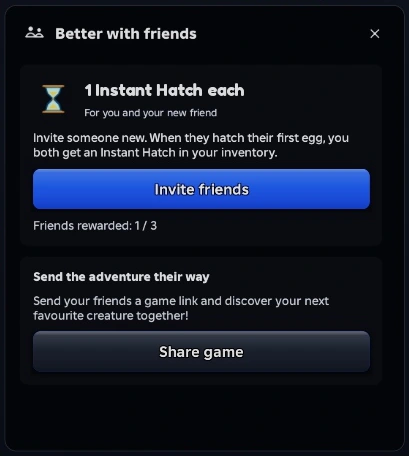 Better with friends
1 Instant Hatch each
For you and your new friend
Invite someone new. When they hatch their first egg, you
both get an Instant Hatch in your inventory.
Invite friends
Friends rewarded: 1 / 3
Send the adventure their way
Send your friends a game link and discover your next
favourite creature together!
Share game